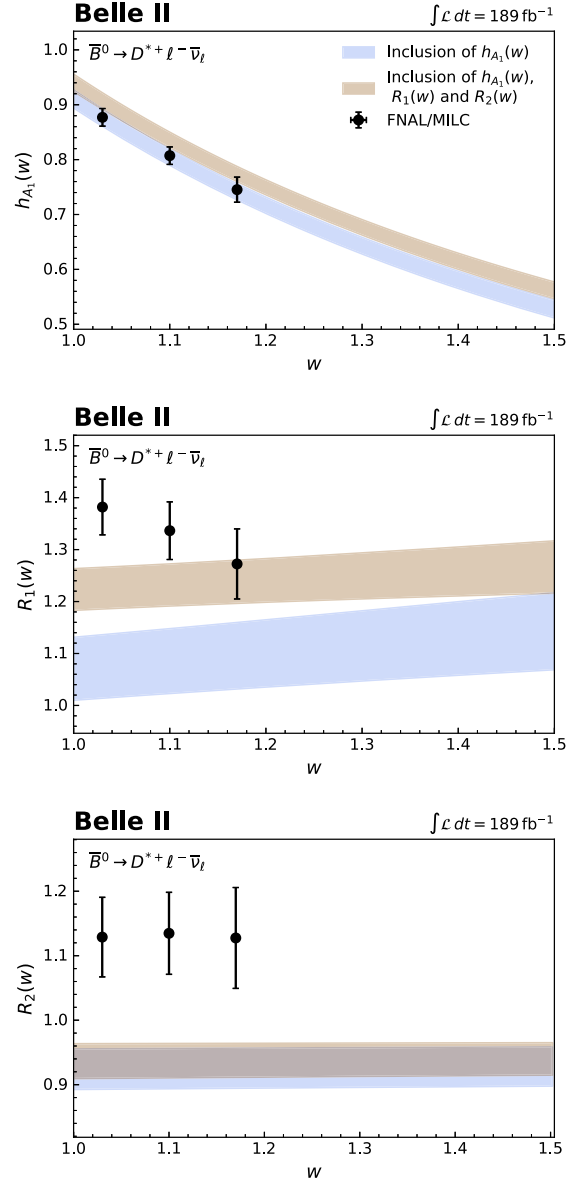 Belle II ∫ℒ dt = 189 fb⁻¹
B̅⁰ → D*⁺ ℓ⁻ ν̅ℓ
Inclusion of h_A₁(w)
Inclusion of h_A₁(w),
R₁(w) and R₂(w)
FNAL/MILC
h_A₁(w)
1.0
0.9
0.8
0.7
0.6
0.5
1.0 1.1 1.2 1.3 1.4 1.5
w
Belle II ∫ℒ dt = 189 fb⁻¹
B̅⁰ → D*⁺ ℓ⁻ ν̅ℓ
R₁(w)
1.5
1.4
1.3
1.2
1.1
1.0
1.0 1.1 1.2 1.3 1.4 1.5
w
Belle II ∫ℒ dt = 189 fb⁻¹
B̅⁰ → D*⁺ ℓ⁻ ν̅ℓ
R₂(w)
1.2
1.1
1.0
0.9
1.0 1.1 1.2 1.3 1.4 1.5
w